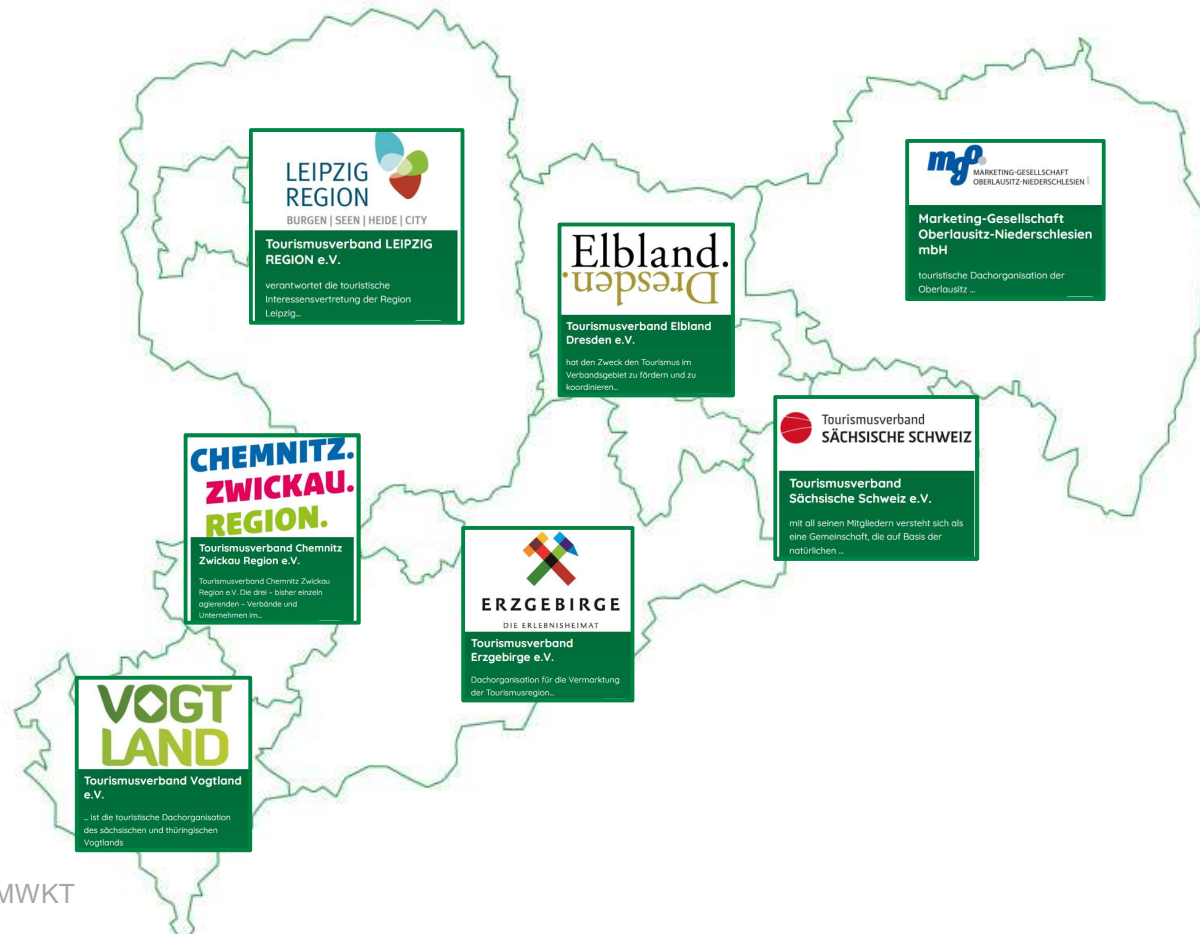 LEIPZIG
REGION
BURGEN | SEEN | HEIDE | CITY
Tourismusverband LEIPZIG
REGION e.V.
verantwortet die touristische
Interessensvertretung der Region
Leipzig...
mgo
MARKETING-GESELLSCHAFT
OBERLAUSITZ-NIEDERSCHLESIEN
Marketing-Gesellschaft
Oberlausitz-Niederschlesien
mbH
touristische Dachorganisation der
Oberlausitz ...
Elbland.
Dresden.
Tourismusverband Elbland
Dresden e.V.
hat den Zweck den Tourismus im
Verbandsgebiet zu fördern und zu
koordinieren...
Tourismusverband
SÄCHSISCHE SCHWEIZ
Tourismusverband
Sächsische Schweiz e.V.
mit all seinen Mitgliedern versteht sich als
eine Gemeinschaft, die auf Basis der
natürlichen ...
CHEMNITZ.
ZWICKAU.
REGION.
Tourismusverband Chemnitz
Zwickau Region e.V.
Tourismusverband Chemnitz Zwickau
Region e.V. Die drei – bisher einzeln
agierenden – Verbände und
Unternehmen im...
ERZGEBIRGE
DIE ERLEBNISHEIMAT
Tourismusverband
Erzgebirge e.V.
Dachorganisation für die Vermarktung
der Tourismusregion...
VOGT
LAND
Tourismusverband Vogtland
e.V.
... ist die touristische Dachorganisation
des sächsischen und thüringischen
Vogtlands
MWKT